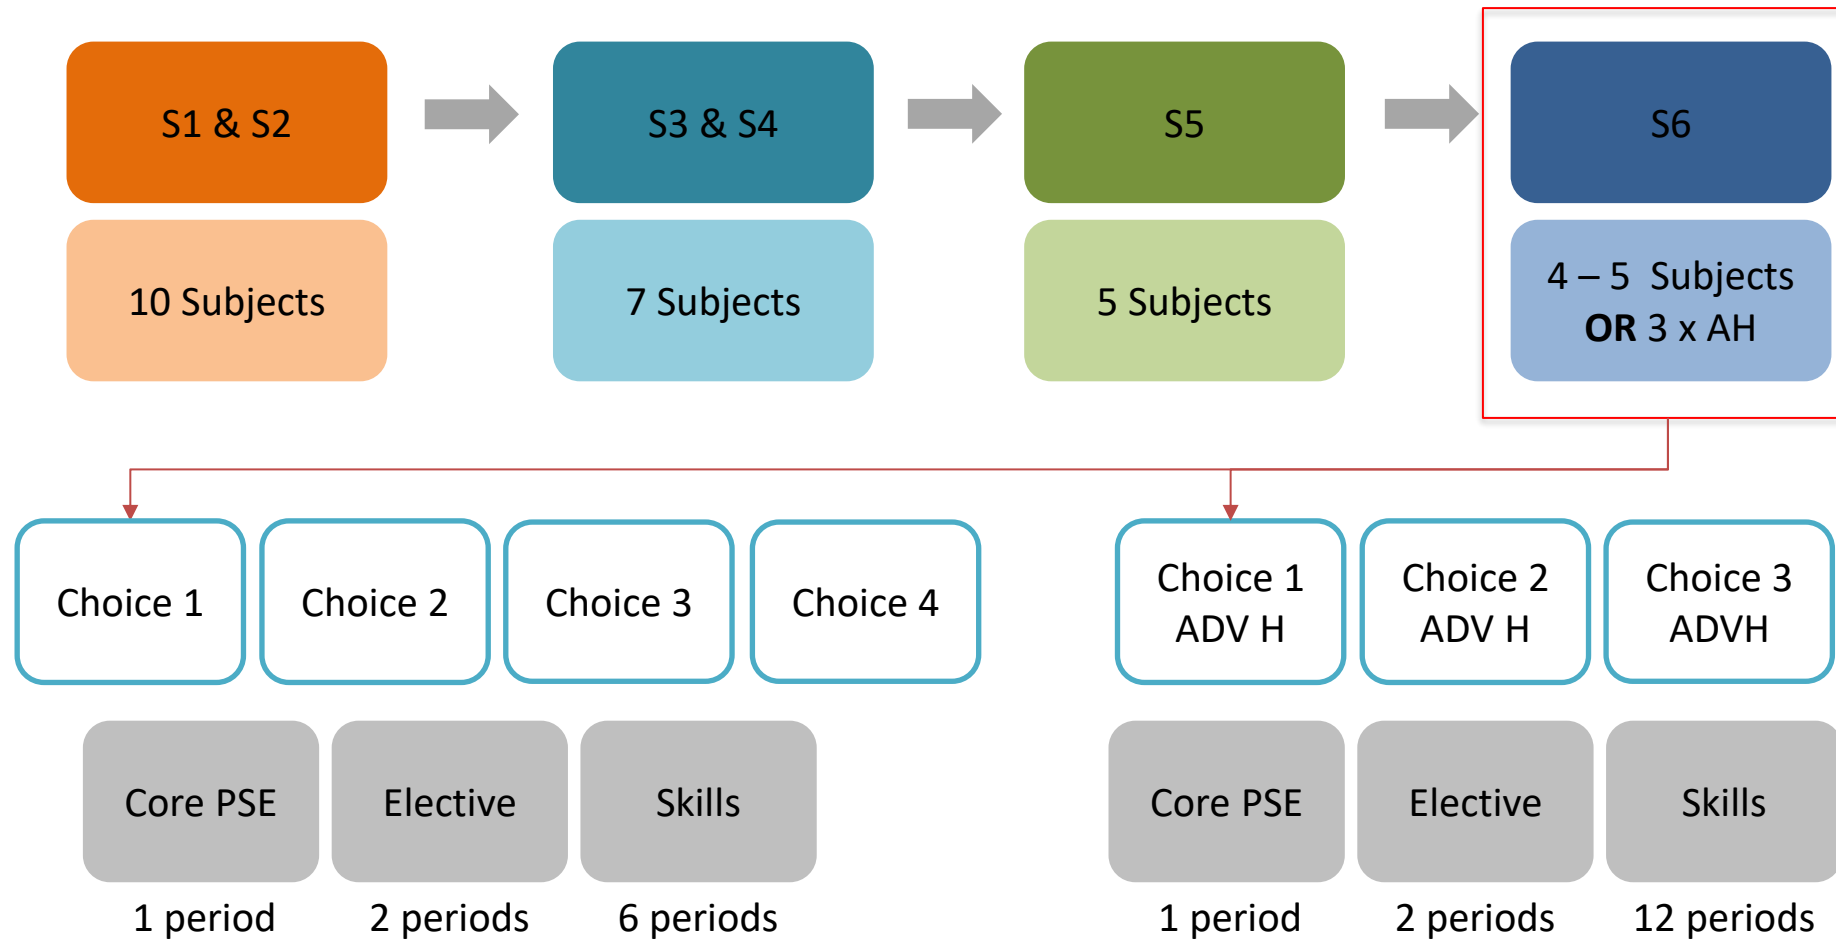 S1 & S2
S3 & S4
S5
S6
10 Subjects
7 Subjects
5 Subjects
4 – 5 Subjects
OR 3 x AH
Choice 1
Choice 2
Choice 3
Choice 4
Choice 1
ADV H
Choice 2
ADV H
Choice 3
ADVH
Core PSE
Elective
Skills
Core PSE
Elective
Skills
1 period
2 periods
6 periods
1 period
2 periods
12 periods